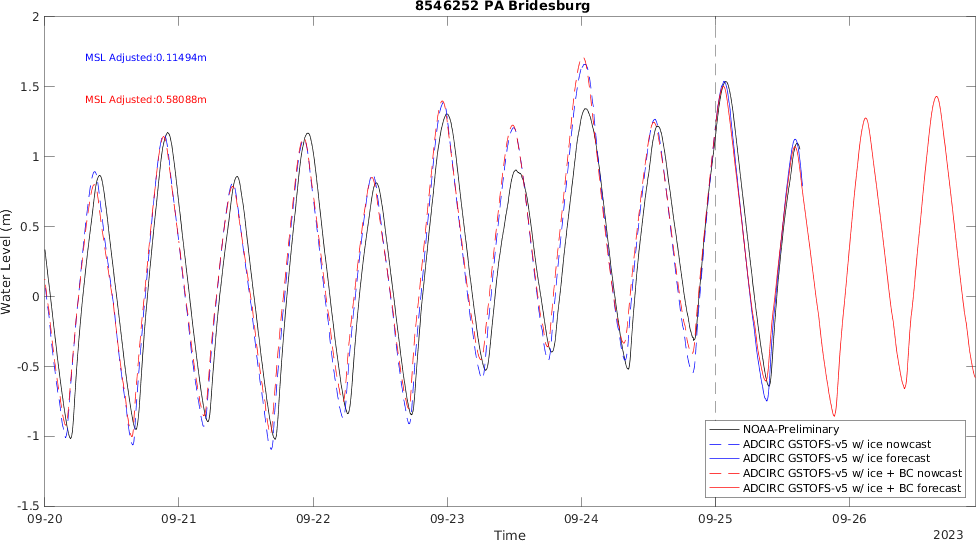 8546252 PA Bridesburg
MSL Adjusted:0.11494m
MSL Adjusted:0.58088m
Water Level (m)
2
1.5
1
0.5
0
-0.5
-1
-1.5
09-20 09-21 09-22 09-23 09-24 09-25 09-26
Time
2023
NOAA-Preliminary
ADCIRC GSTOFS-v5 w/ ice nowcast
ADCIRC GSTOFS-v5 w/ ice forecast
ADCIRC GSTOFS-v5 w/ ice + BC nowcast
ADCIRC GSTOFS-v5 w/ ice + BC forecast